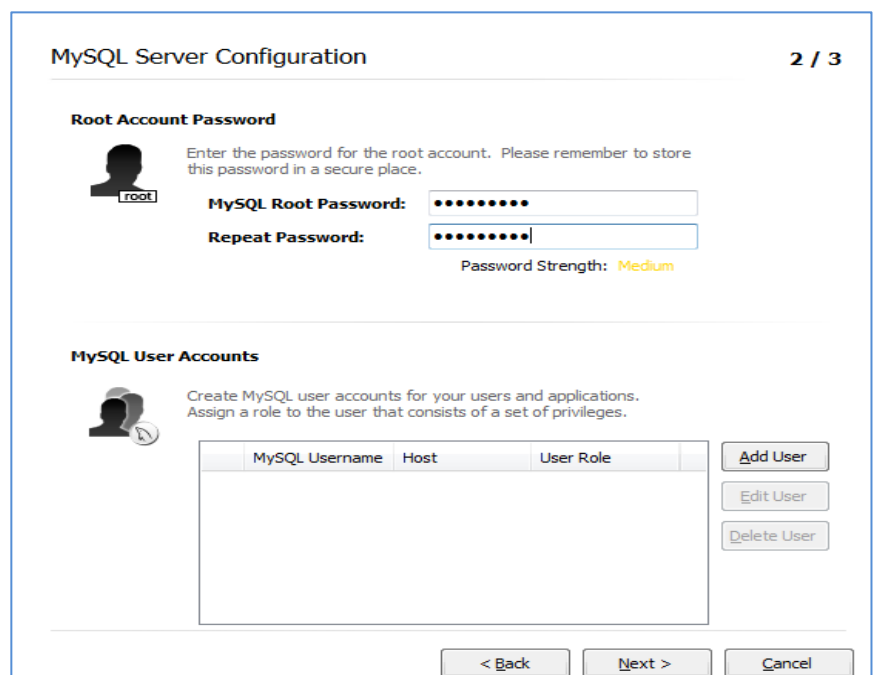 MySQL Server Configuration 2 / 3
Root Account Password
Enter the password for the root account. Please remember to store
this password in a secure place.
root
MySQL Root Password: •••••••••
Repeat Password: •••••••••
Password Strength: Medium
MySQL User Accounts
Create MySQL user accounts for your users and applications.
Assign a role to the user that consists of a set of privileges.
MySQL Username Host User Role
Add User
Edit User
Delete User
< Back Next > Cancel